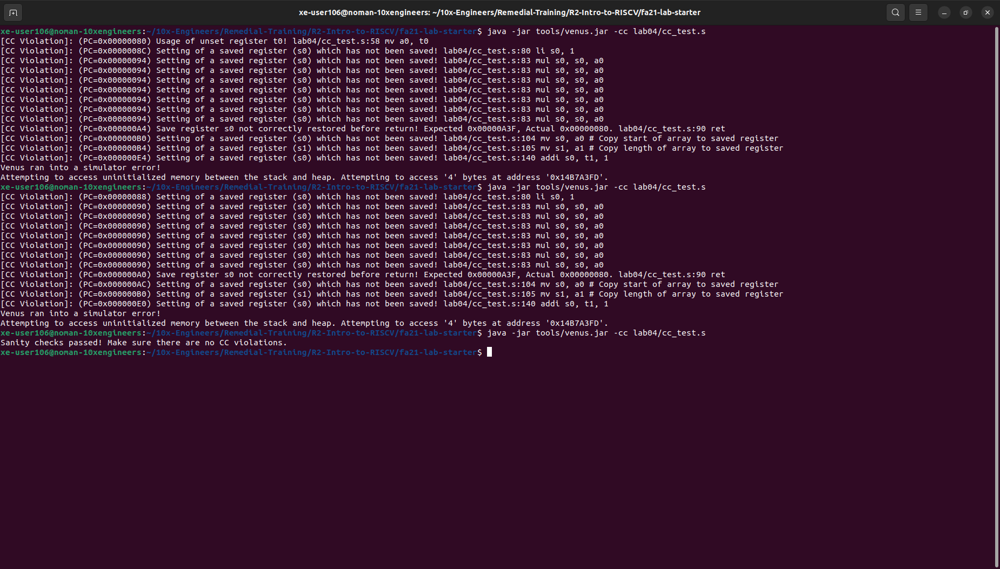 xe-user106@noman-10xengineers: ~/10x-Engineers/Remedial-Training/R2-Intro-to-RISCV/fa21-lab-starter
xe-user106@noman-10xengineers:~/10x-Engineers/Remedial-Training/R2-Intro-to-RISCV/fa21-lab-starter$ java -jar tools/venus.jar -cc lab04/cc_test.s
[CC Violation]: (PC=0x00000080) Usage of unset register t0! lab04/cc_test.s:58 mv a0, t0
[CC Violation]: (PC=0x0000008C) Setting of a saved register (s0) which has not been saved! lab04/cc_test.s:80 li s0, 1
[CC Violation]: (PC=0x00000094) Setting of a saved register (s0) which has not been saved! lab04/cc_test.s:83 mul s0, s0, a0
[CC Violation]: (PC=0x00000094) Setting of a saved register (s0) which has not been saved! lab04/cc_test.s:83 mul s0, s0, a0
[CC Violation]: (PC=0x00000094) Setting of a saved register (s0) which has not been saved! lab04/cc_test.s:83 mul s0, s0, a0
[CC Violation]: (PC=0x00000094) Setting of a saved register (s0) which has not been saved! lab04/cc_test.s:83 mul s0, s0, a0
[CC Violation]: (PC=0x00000094) Setting of a saved register (s0) which has not been saved! lab04/cc_test.s:83 mul s0, s0, a0
[CC Violation]: (PC=0x00000094) Setting of a saved register (s0) which has not been saved! lab04/cc_test.s:83 mul s0, s0, a0
[CC Violation]: (PC=0x00000094) Setting of a saved register (s0) which has not been saved! lab04/cc_test.s:83 mul s0, s0, a0
[CC Violation]: (PC=0x000000A4) Save register s0 not correctly restored before return! Expected 0x00000A3F, Actual 0x00000080. lab04/cc_test.s:90 ret
[CC Violation]: (PC=0x000000B0) Setting of a saved register (s0) which has not been saved! lab04/cc_test.s:104 mv s0, a0 # Copy start of array to saved register
[CC Violation]: (PC=0x000000B4) Setting of a saved register (s1) which has not been saved! lab04/cc_test.s:105 mv s1, a1 # Copy length of array to saved register
[CC Violation]: (PC=0x000000E4) Setting of a saved register (s0) which has not been saved! lab04/cc_test.s:140 addi s0, t1, 1
Venus ran into a simulator error!
Attempting to access uninitialized memory between the stack and heap. Attempting to access '4' bytes at address '0x14B7A3FD'.
xe-user106@noman-10xengineers:~/10x-Engineers/Remedial-Training/R2-Intro-to-RISCV/fa21-lab-starter$ java -jar tools/venus.jar -cc lab04/cc_test.s
[CC Violation]: (PC=0x00000088) Setting of a saved register (s0) which has not been saved! lab04/cc_test.s:80 li s0, 1
[CC Violation]: (PC=0x00000090) Setting of a saved register (s0) which has not been saved! lab04/cc_test.s:83 mul s0, s0, a0
[CC Violation]: (PC=0x00000090) Setting of a saved register (s0) which has not been saved! lab04/cc_test.s:83 mul s0, s0, a0
[CC Violation]: (PC=0x00000090) Setting of a saved register (s0) which has not been saved! lab04/cc_test.s:83 mul s0, s0, a0
[CC Violation]: (PC=0x00000090) Setting of a saved register (s0) which has not been saved! lab04/cc_test.s:83 mul s0, s0, a0
[CC Violation]: (PC=0x00000090) Setting of a saved register (s0) which has not been saved! lab04/cc_test.s:83 mul s0, s0, a0
[CC Violation]: (PC=0x00000090) Setting of a saved register (s0) which has not been saved! lab04/cc_test.s:83 mul s0, s0, a0
[CC Violation]: (PC=0x00000090) Setting of a saved register (s0) which has not been saved! lab04/cc_test.s:83 mul s0, s0, a0
[CC Violation]: (PC=0x000000A0) Save register s0 not correctly restored before return! Expected 0x00000A3F, Actual 0x00000080. lab04/cc_test.s:90 ret
[CC Violation]: (PC=0x000000AC) Setting of a saved register (s0) which has not been saved! lab04/cc_test.s:104 mv s0, a0 # Copy start of array to saved register
[CC Violation]: (PC=0x000000B0) Setting of a saved register (s1) which has not been saved! lab04/cc_test.s:105 mv s1, a1 # Copy length of array to saved register
[CC Violation]: (PC=0x000000E0) Setting of a saved register (s0) which has not been saved! lab04/cc_test.s:140 addi s0, t1, 1
Venus ran into a simulator error!
Attempting to access uninitialized memory between the stack and heap. Attempting to access '4' bytes at address '0x14B7A3FD'.
xe-user106@noman-10xengineers:~/10x-Engineers/Remedial-Training/R2-Intro-to-RISCV/fa21-lab-starter$ java -jar tools/venus.jar -cc lab04/cc_test.s
Sanity checks passed! Make sure there are no CC violations.
xe-user106@noman-10xengineers:~/10x-Engineers/Remedial-Training/R2-Intro-to-RISCV/fa21-lab-starter$